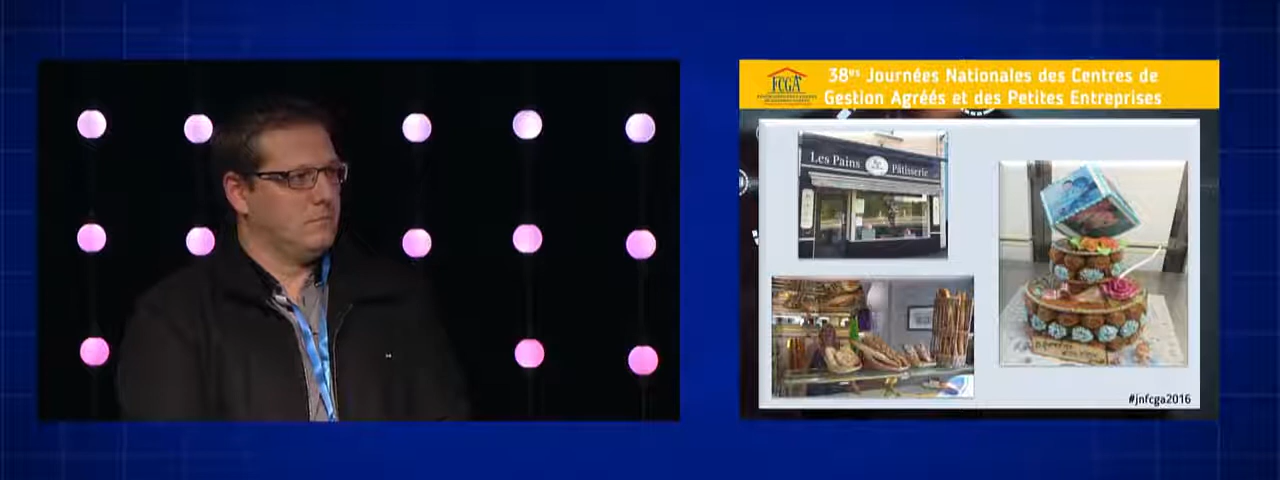 38es Journées Nationales des Centres de
Gestion Agréés et des Petites Entreprises
FCGA
Les Pains
Pâtisserie
#jnfcga2016